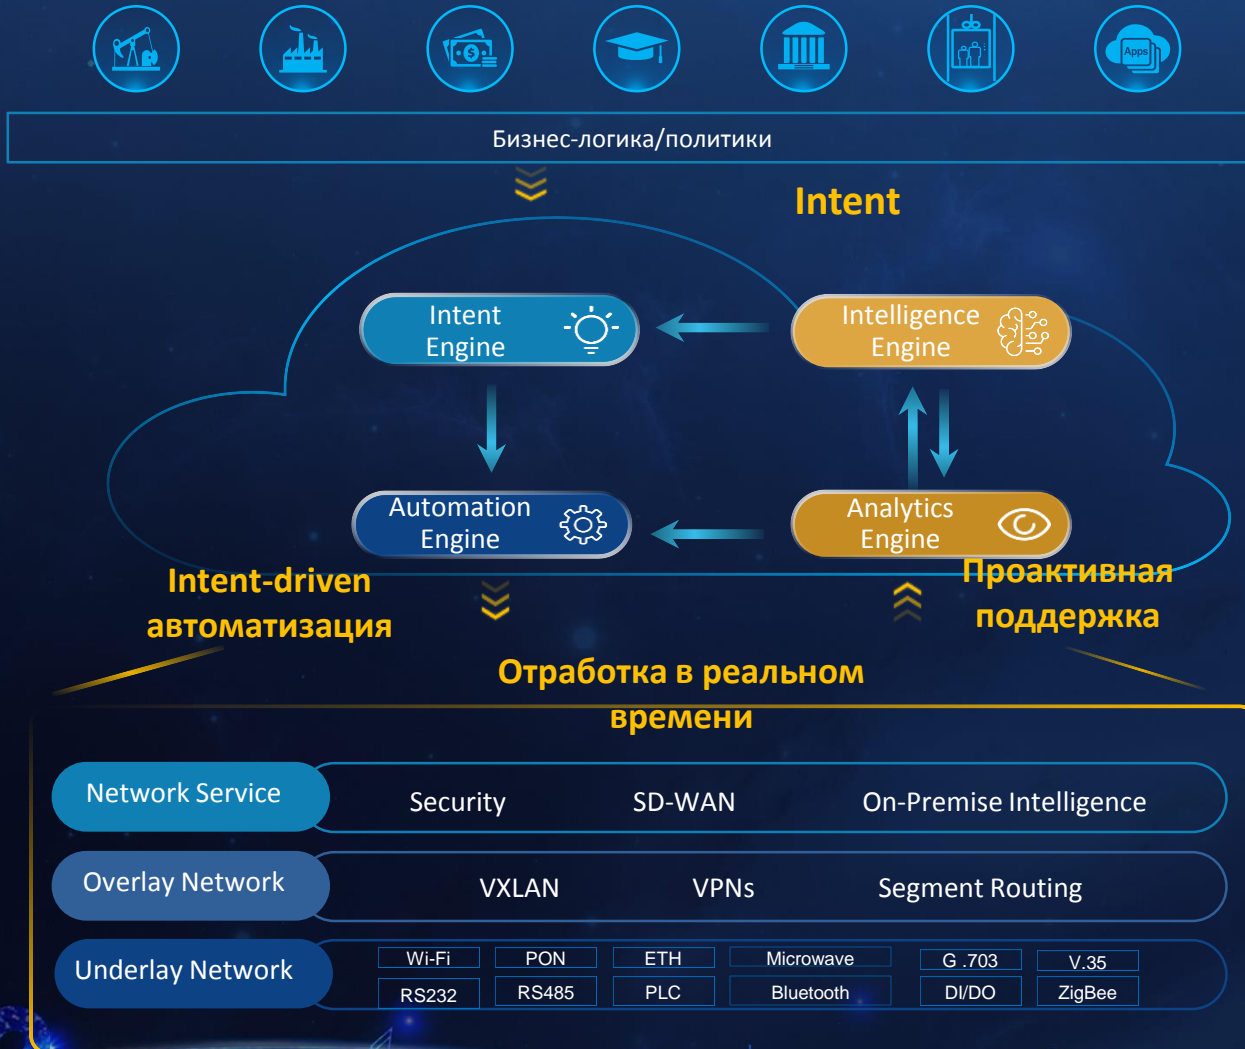 Apps
Бизнес-логика/политики
Intent
Intent
Engine
Intelligence
Engine
Automation
Engine
Analytics
Engine
Intent-driven
автоматизация
Проактивная
поддержка
Отработка в реальном
времени
Network Service
Security SD-WAN On-Premise Intelligence
Overlay Network
VXLAN VPNs Segment Routing
Underlay Network
Wi-Fi PON ETH Microwave G .703 V.35
RS232 RS485 PLC Bluetooth DI/DO ZigBee